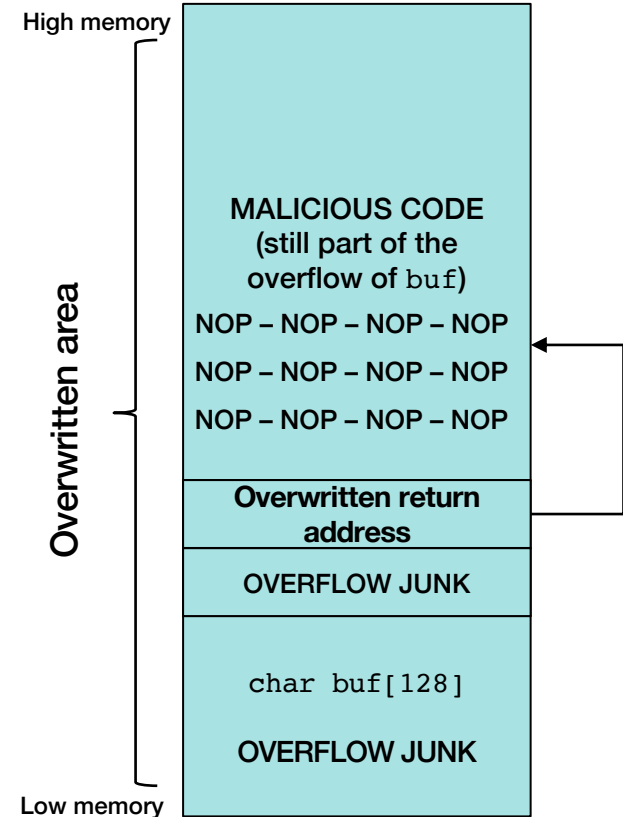 High memory
Overwritten area
MALICIOUS CODE
(still part of the
overflow of buf)
NOP – NOP – NOP – NOP
NOP – NOP – NOP – NOP
NOP – NOP – NOP – NOP
Overwritten return
address
OVERFLOW JUNK
char buf[128]
OVERFLOW JUNK
Low memory